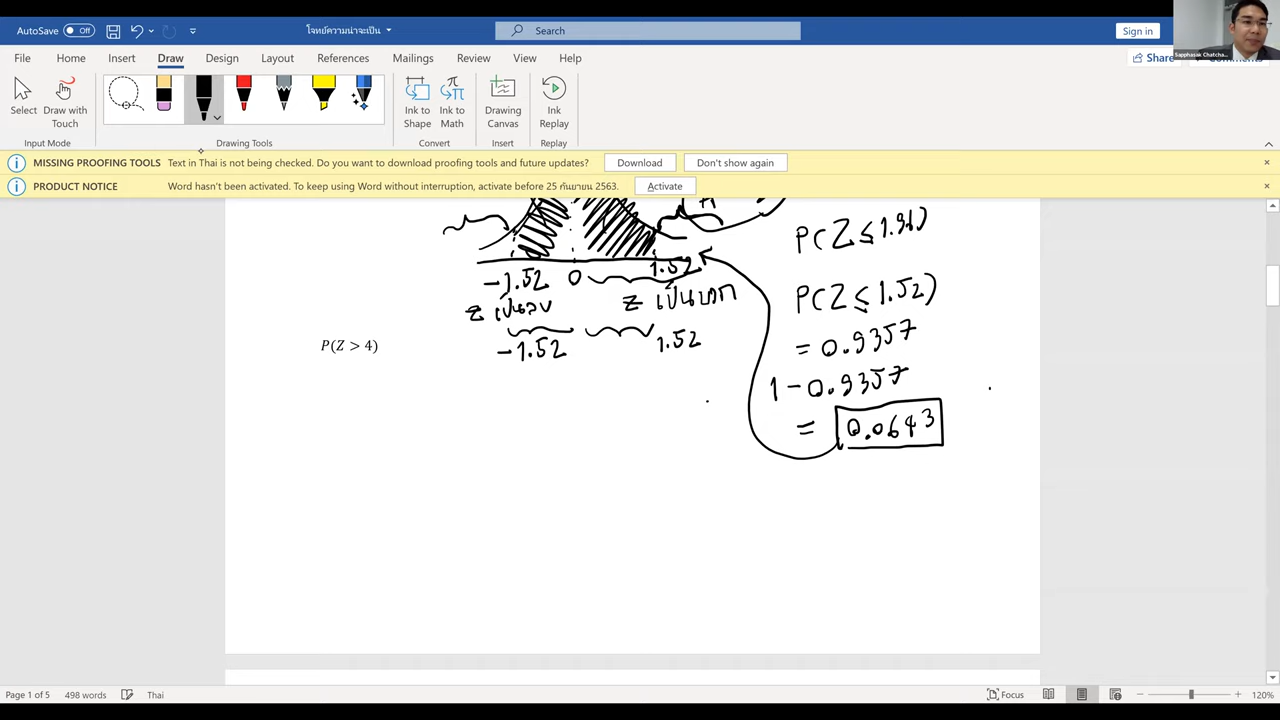 AutoSave Off
โจทย์ความน่าจะเป็น
Search
Sign in
Sapphasak Chatcha...
File Home Insert Draw Design Layout References Mailings Review View Help
Share
Comments
Select
Draw with Touch
Ink to Shape
Ink to Math
Drawing Canvas
Ink Replay
Input Mode
Drawing Tools
Convert
Insert
Replay
MISSING PROOFING TOOLS Text in Thai is not being checked. Do you want to download proofing tools and future updates? Download Don't show again
PRODUCT NOTICE Word hasn't been activated. To keep using Word without interruption, activate before 25 กันยายน 2563. Activate
P(Z ≤ 1.96)
-1.52 0 1.52
Z เป็นลบ Z เป็นบวก
-1.52 1.52
P(Z > 4)
P(Z ≤ 1.52)
= 0.9357
1 - 0.9357
= 0.0643
Page 1 of 5 498 words Thai
Focus
120%